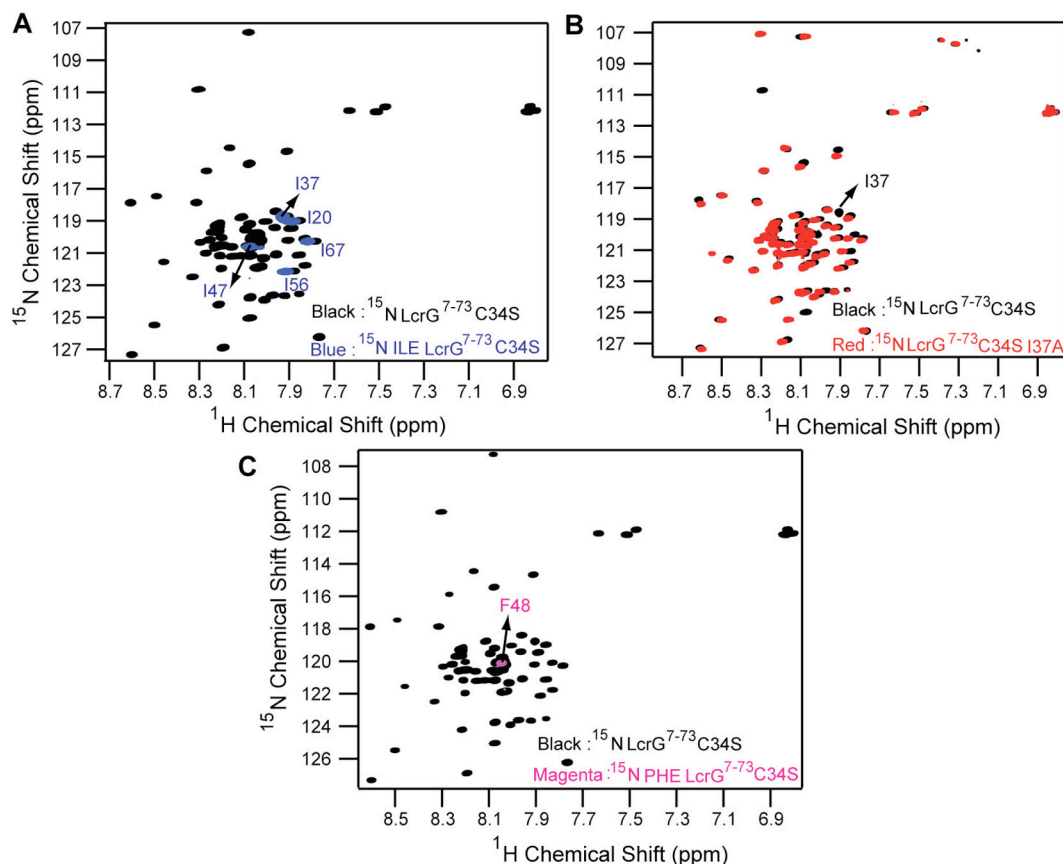 A
107
109
111
113
115
117
119
121
123
125
127
15N Chemical Shift (ppm)
I37
I20
I67
I47
I56
Black : 15N LcrG7-73 C34S
Blue : 15N ILE LcrG7-73 C34S
8.7 8.5 8.3 8.1 7.9 7.7 7.5 7.3 7.1 6.9
1H Chemical Shift (ppm)
B
107
109
111
113
115
117
119
121
123
125
127
15N Chemical Shift (ppm)
I37
Black : 15N LcrG7-73 C34S
Red : 15N LcrG7-73 C34S I37A
8.7 8.5 8.3 8.1 7.9 7.7 7.5 7.3 7.1 6.9
1H Chemical Shift (ppm)
C
108
110
112
114
116
118
120
122
124
126
15N Chemical Shift (ppm)
F48
Black : 15N LcrG7-73 C34S
Magenta : 15N PHE LcrG7-73 C34S
8.5 8.3 8.1 7.9 7.7 7.5 7.3 7.1 6.9
1H Chemical Shift (ppm)